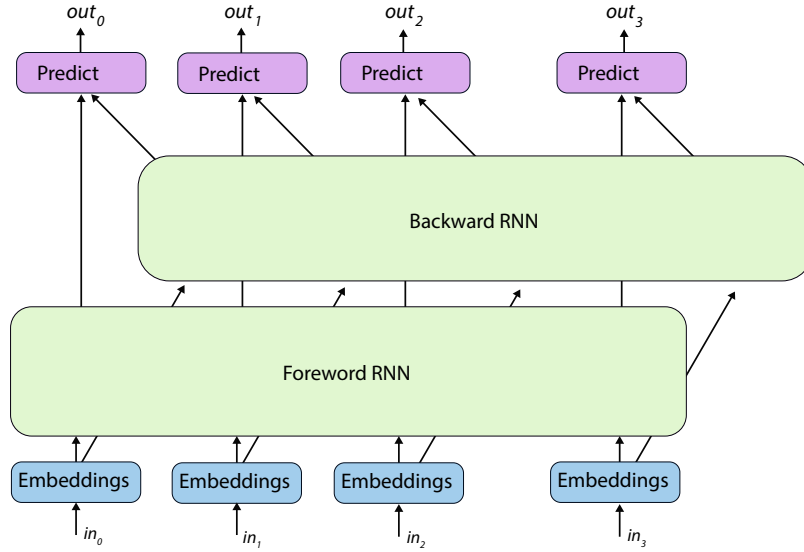 out0 out1 out2 out3
Predict Predict Predict Predict
Backward RNN
Foreword RNN
Embeddings Embeddings Embeddings Embeddings
in0 in1 in2 in3